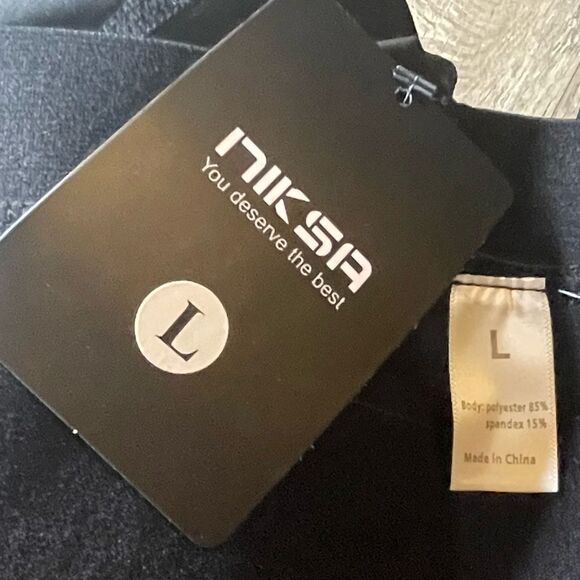 NIKSA
You deserve the best
L
L
Body: polyester 85%
spandex 15%
Made in China